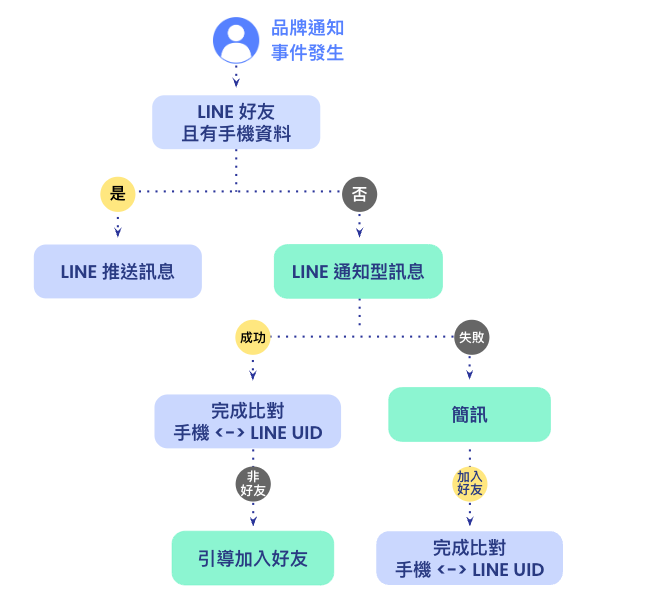 品牌通知
事件發生
LINE 好友
且有手機資料
是
否
LINE 推送訊息
LINE 通知型訊息
成功
失敗
完成比對
手機 <-> LINE UID
簡訊
非
好友
加入
好友
引導加入好友
完成比對
手機 <-> LINE UID